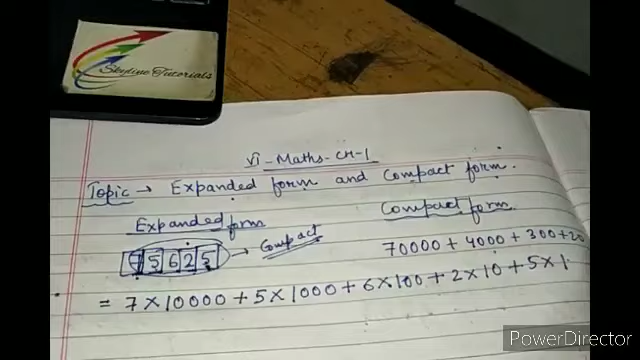 Skyline Tutorials
VI - Maths - CH-1
Topic → Expanded form and Compact form.
Expanded form
Compact form
75625 → Compact
70000 + 4000 + 300 + 20
= 7×10000 + 5×1000 + 6×100 + 2×10 + 5×1
PowerDirector